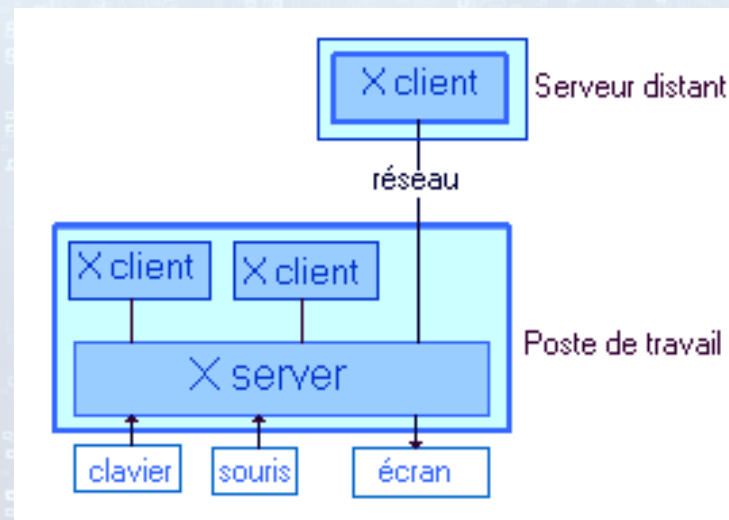 X client
Serveur distant
réseau
X client
X client
Poste de travail
X server
clavier
souris
écran